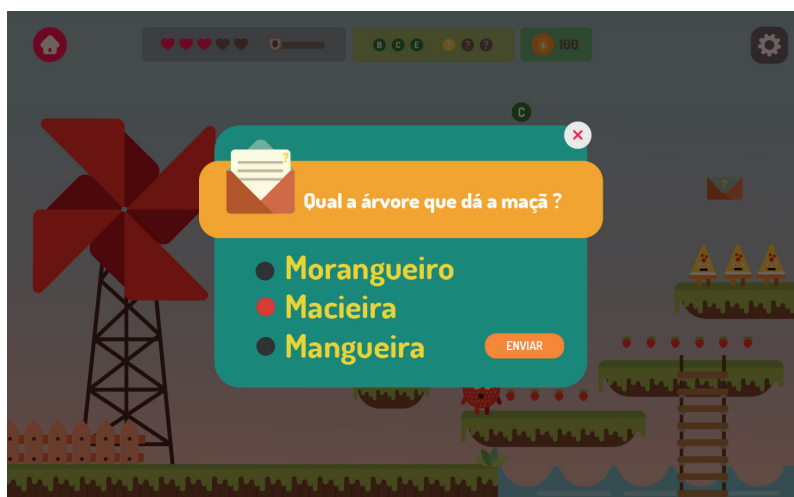 B C E ? ? ?
$ 100
C
?
Qual a árvore que dá a maçã ?
?
Morangueiro
Macieira
Mangueira
ENVIAR